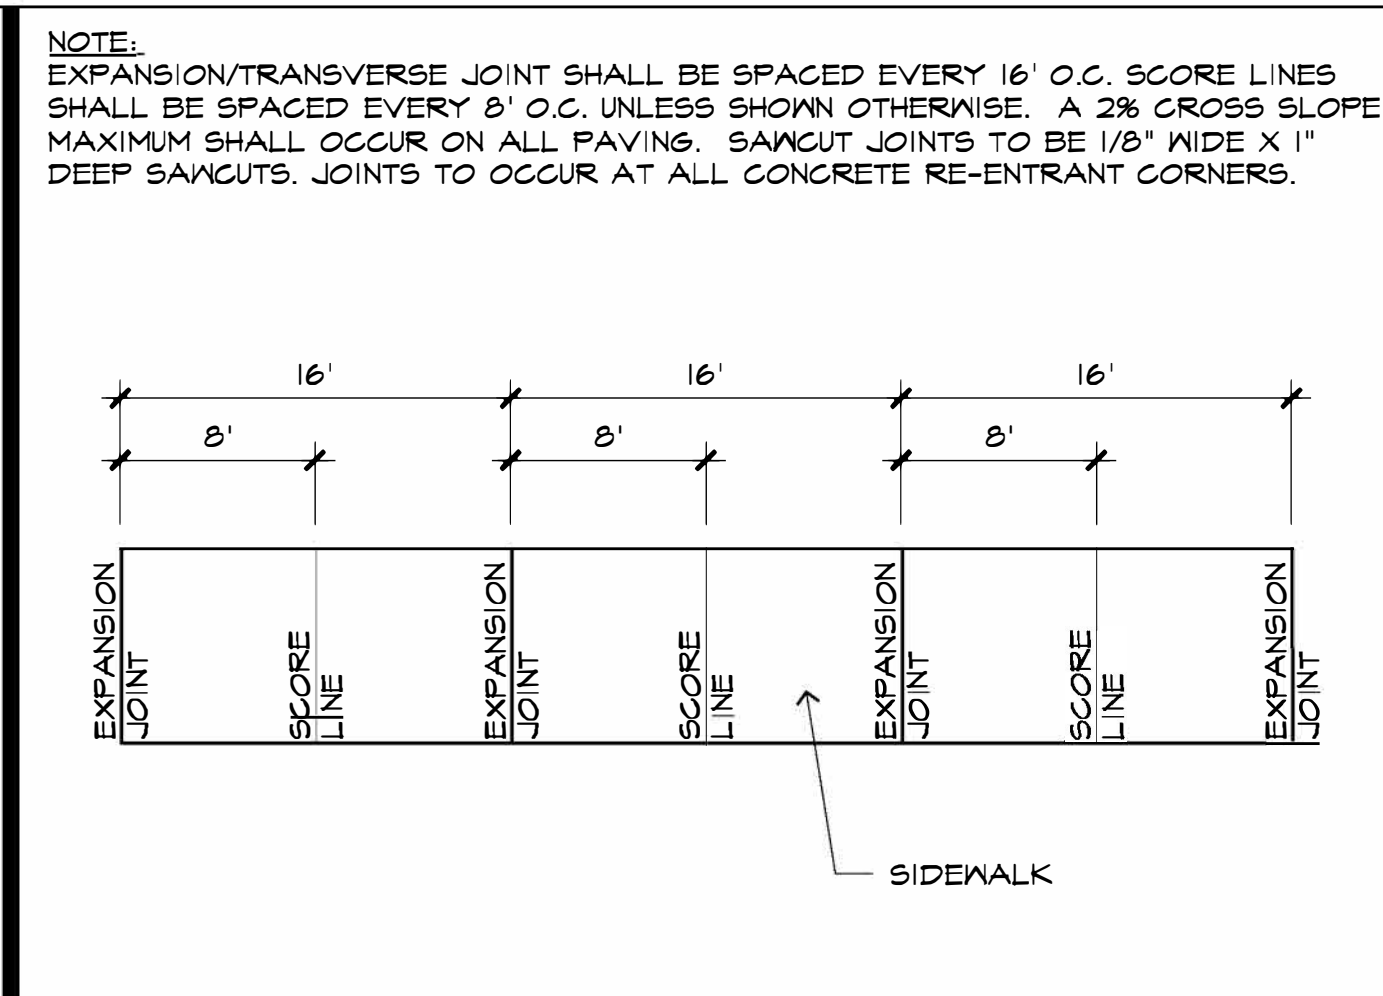 NOTE:
EXPANSION/TRANSVERSE JOINT SHALL BE SPACED EVERY 16' O.C. SCORE LINES
SHALL BE SPACED EVERY 8' O.C. UNLESS SHOWN OTHERWISE. A 2% CROSS SLOPE
MAXIMUM SHALL OCCUR ON ALL PAVING. SAWCUT JOINTS TO BE 1/8" WIDE X 1"
DEEP SAWCUTS. JOINTS TO OCCUR AT ALL CONCRETE RE-ENTRANT CORNERS.
16'
16'
16'
8'
8'
8'
EXPANSION
JOINT
SCORE
LINE
EXPANSION
JOINT
SCORE
LINE
EXPANSION
JOINT
SCORE
LINE
EXPANSION
JOINT
SIDEWALK